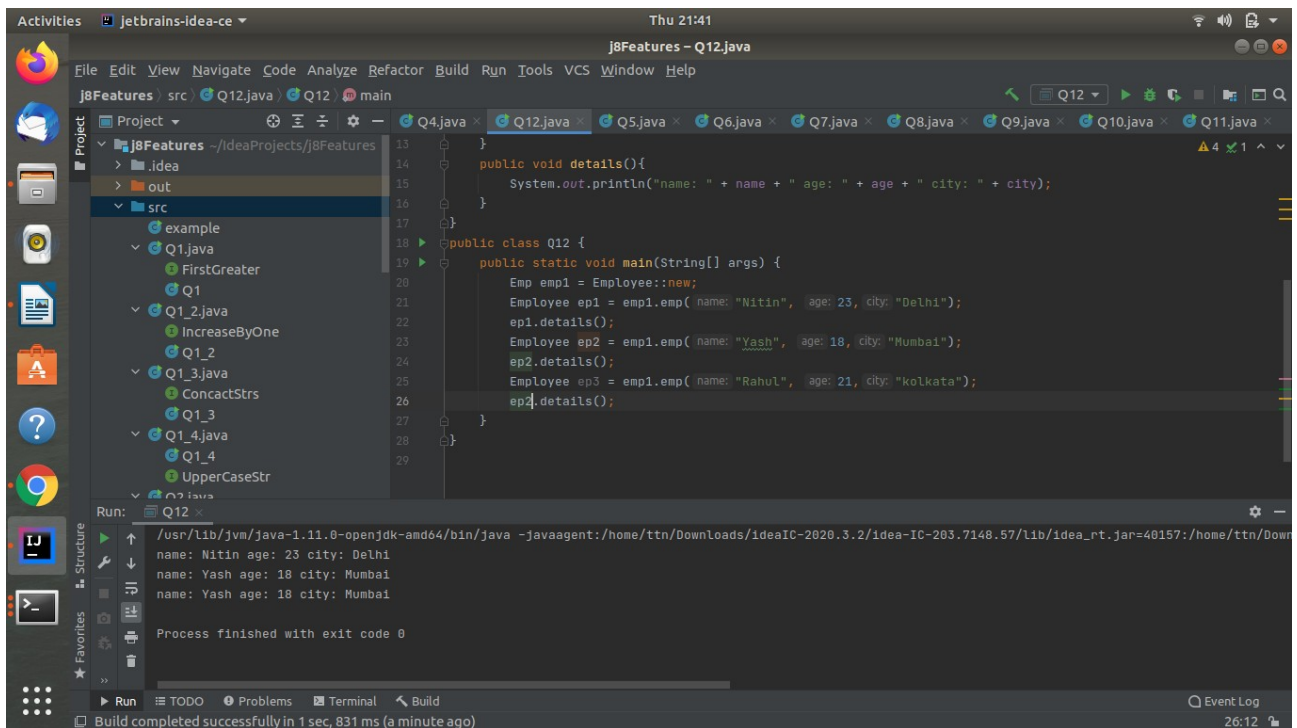 Activities jetbrains-idea-ce Thu 21:41
j8Features – Q12.java
File Edit View Navigate Code Analyze Refactor Build Run Tools VCS Window Help
j8Features src Q12.java Q12 main Q12
Project
Project
Q4.java Q12.java Q5.java Q6.java Q7.java Q8.java Q9.java Q10.java Q11.java
j8Features ~/IdeaProjects/j8Features
.idea
out
src
example
Q1.java
FirstGreater
Q1
Q1_2.java
IncreaseByOne
Q1_2
Q1_3.java
ConcactStrs
Q1_3
Q1_4.java
Q1_4
UpperCaseStr
Q2.java
4 1
13 }
14 public void details(){
15 System.out.println("name: " + name + " age: " + age + " city: " + city);
16 }
17 }
18 public class Q12 {
19 public static void main(String[] args) {
20 Emp emp1 = Employee::new;
21 Employee ep1 = emp1.emp( name: "Nitin", age: 23, city: "Delhi");
22 ep1.details();
23 Employee ep2 = emp1.emp( name: "Yash", age: 18, city: "Mumbai");
24 ep2.details();
25 Employee ep3 = emp1.emp( name: "Rahul", age: 21, city: "kolkata");
26 ep2.details();
27 }
28 }
29
Run: Q12
Structure
Favorites
/usr/lib/jvm/java-1.11.0-openjdk-amd64/bin/java -javaagent:/home/ttn/Downloads/ideaIC-2020.3.2/idea-IC-203.7148.57/lib/idea_rt.jar=40157:/home/ttn/Down
name: Nitin age: 23 city: Delhi
name: Yash age: 18 city: Mumbai
name: Yash age: 18 city: Mumbai
Process finished with exit code 0
Run TODO Problems Terminal Build Event Log
Build completed successfully in 1 sec, 831 ms (a minute ago) 26:12